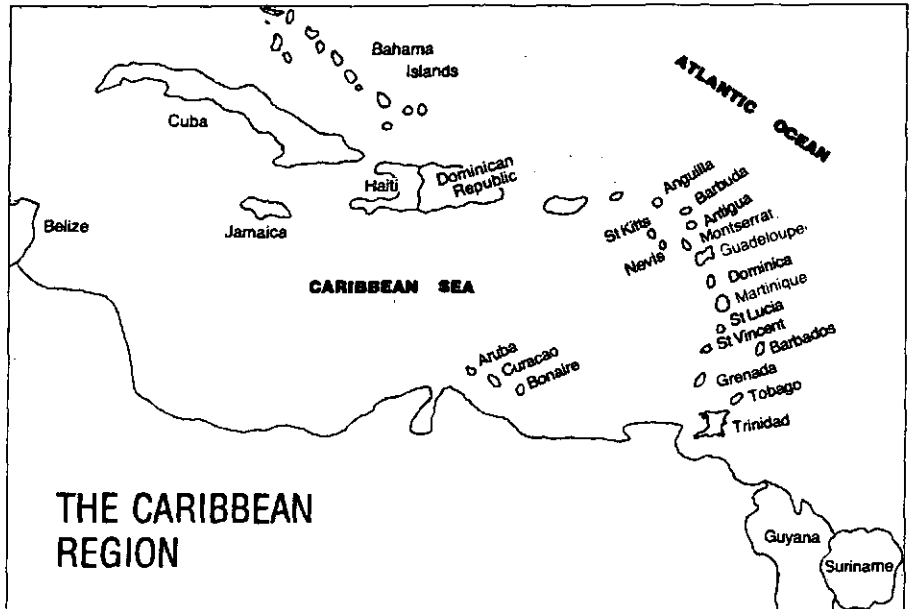 Bahama
Islands
ATLANTIC OCEAN
Cuba
Haiti
Dominican
Republic
Anguilla
Barbuda
Antigua
St Kitts
Montserrat
Nevis
Guadeloupe
Belize
Jamaica
Dominica
CARIBBEAN SEA
Martinique
St Lucia
St Vincent
Barbados
Aruba
Curacao
Bonaire
Grenada
Tobago
Trinidad
THE CARIBBEAN
REGION
Guyana
Suriname